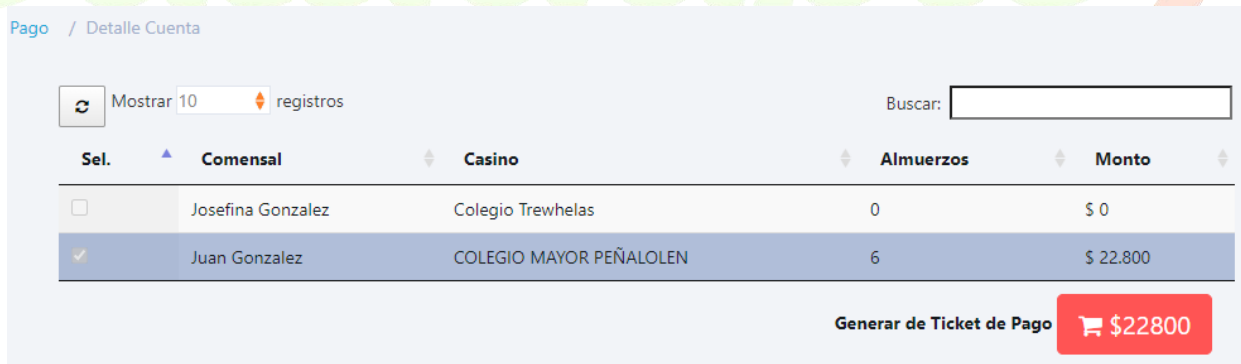 Pago / Detalle Cuenta
Mostrar 10 registros Buscar:
Sel. Comensal Casino Almuerzos Monto
Josefina Gonzalez Colegio Trewhelas 0 $ 0
Juan Gonzalez COLEGIO MAYOR PEÑALOLEN 6 $ 22.800
Generar de Ticket de Pago $22800